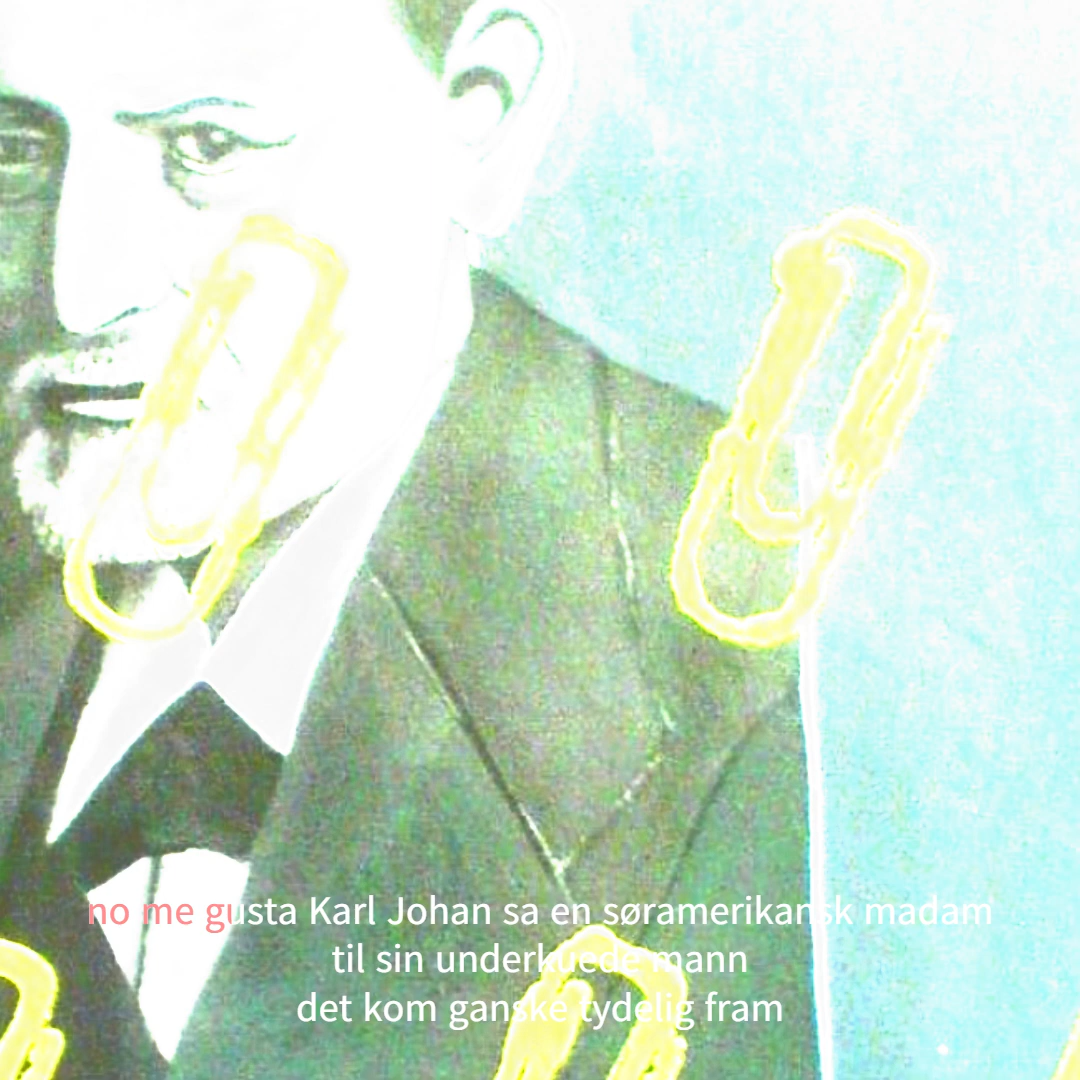 no me gusta Karl Johan sa en søramerikansk madam
til sin underkuede mann
det kom ganske tydelig fram